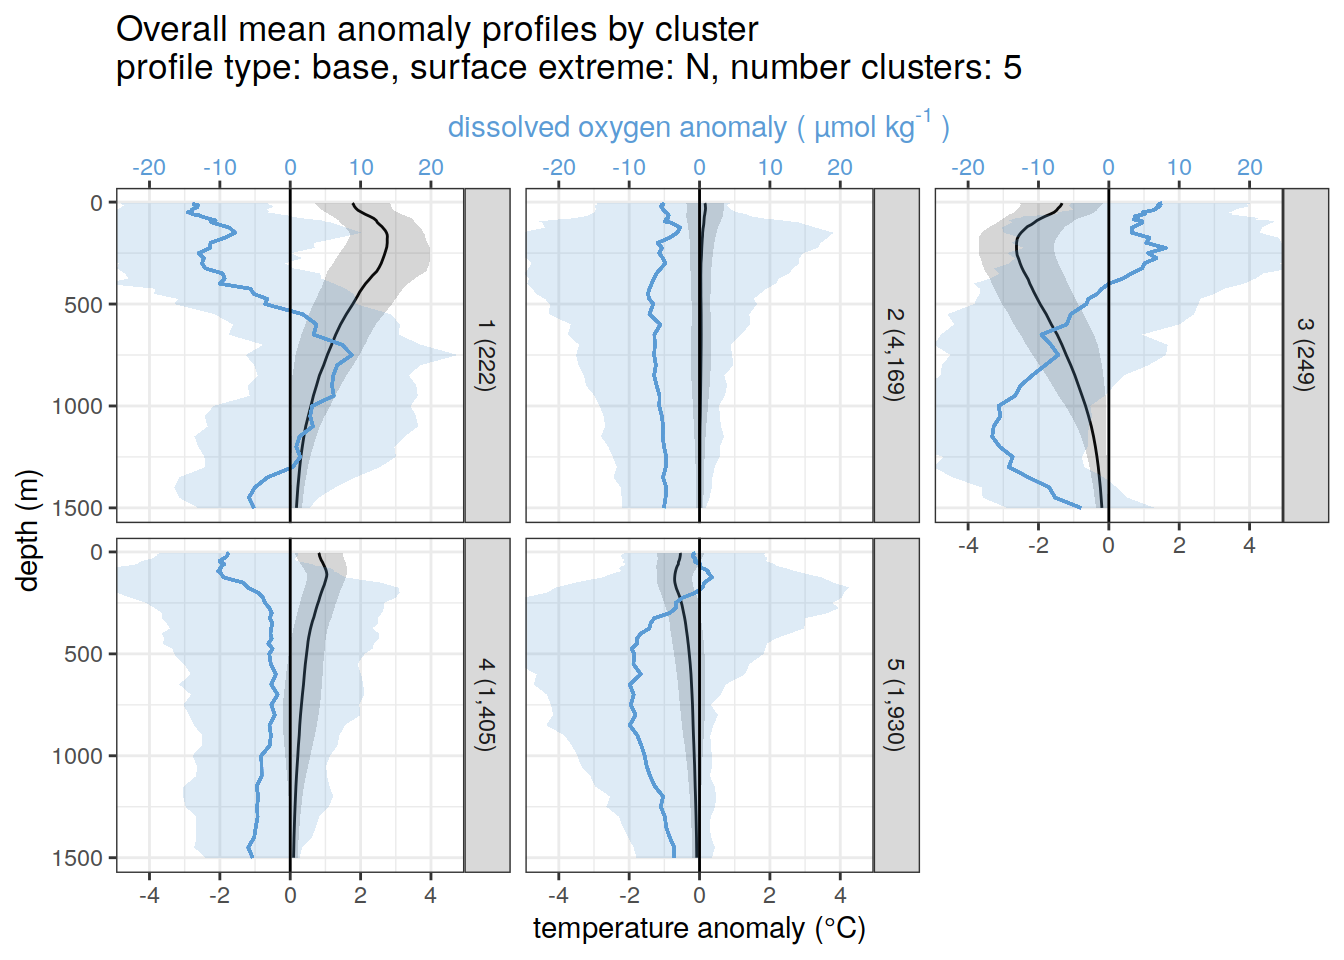 Overall mean anomaly profiles by cluster
profile type: base, surface extreme: N, number clusters: 5
dissolved oxygen anomaly ( µmol kg⁻¹ )
-20 -10 0 10 20 -20 -10 0 10 20 -20 -10 0 10 20
0
500
1000
1500
1 (222)
2 (4,169)
3 (249)
-4 -2 0 2 4
0
500
1000
1500
4 (1,405)
5 (1,930)
-4 -2 0 2 4 -4 -2 0 2 4
depth (m)
temperature anomaly (°C)